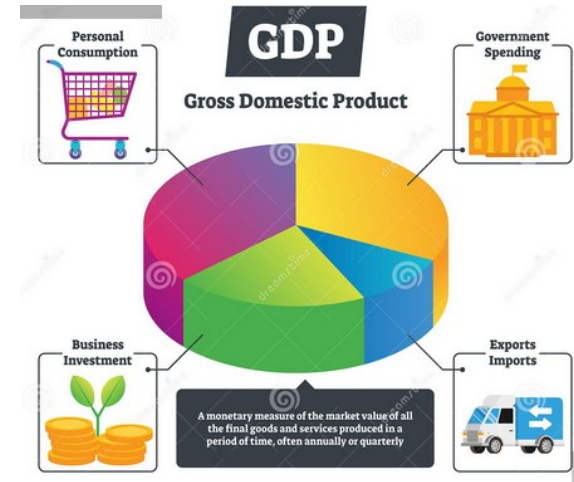 GDP
Gross Domestic Product
Personal
Consumption
Government
Spending
Business
Investment
Exports
Imports
A monetary measure of the market value of all
the final goods and services produced in a
period of time, often annually or quarterly
dreamstime